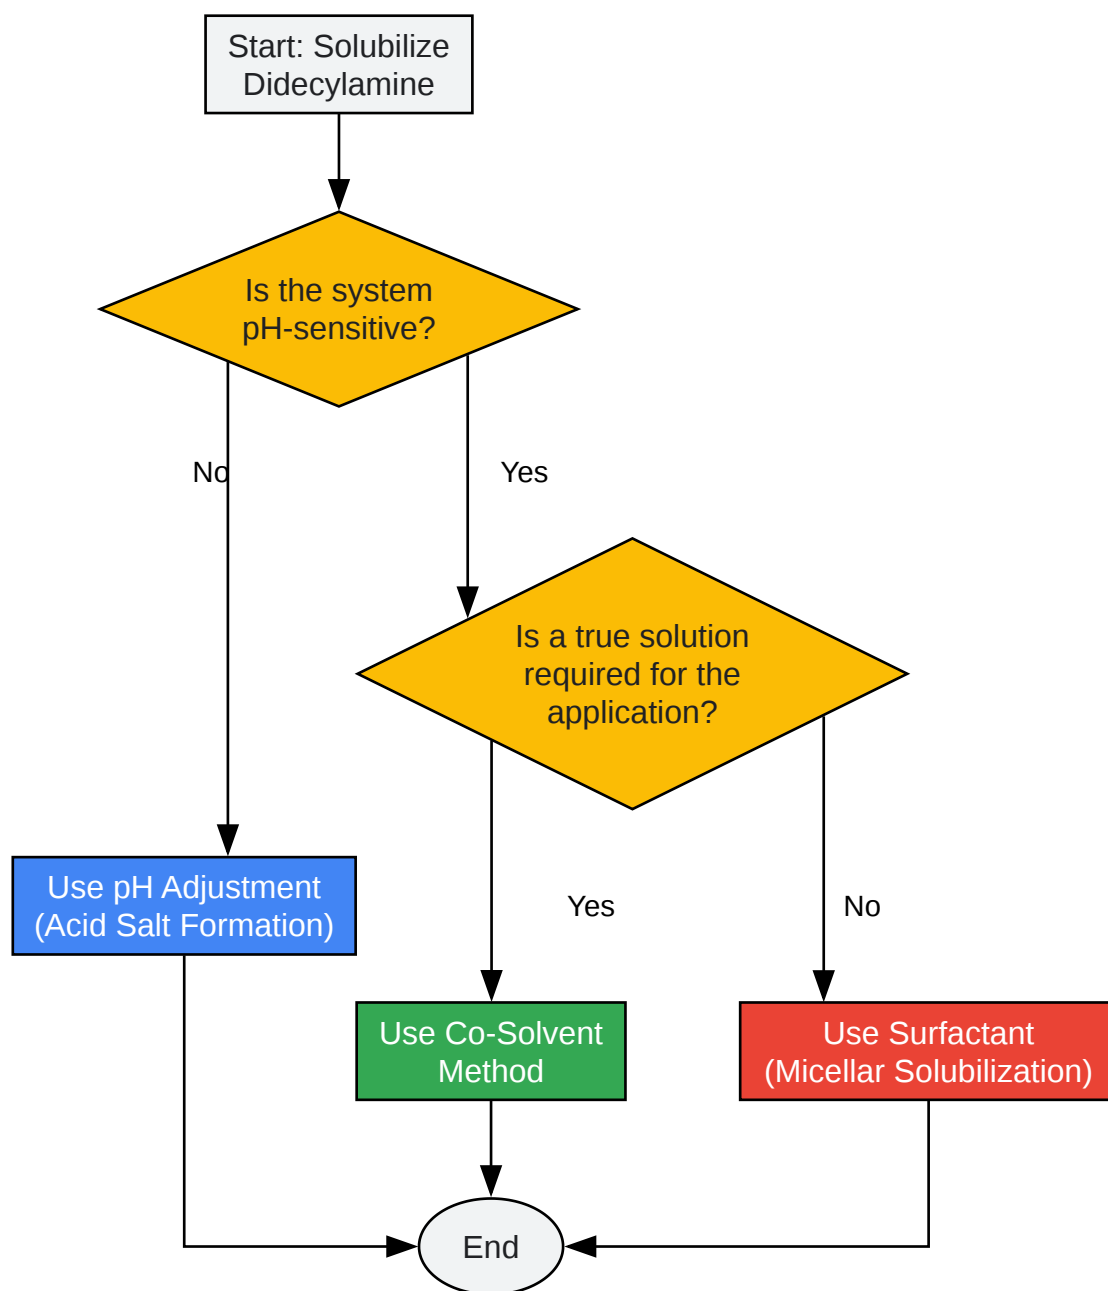 Start: Solubilize
Didecylamine
Is the system
pH-sensitive?
No
Yes
Is a true solution
required for the
application?
Use pH Adjustment
(Acid Salt Formation)
Yes
No
Use Co-Solvent
Method
Use Surfactant
(Micellar Solubilization)
End